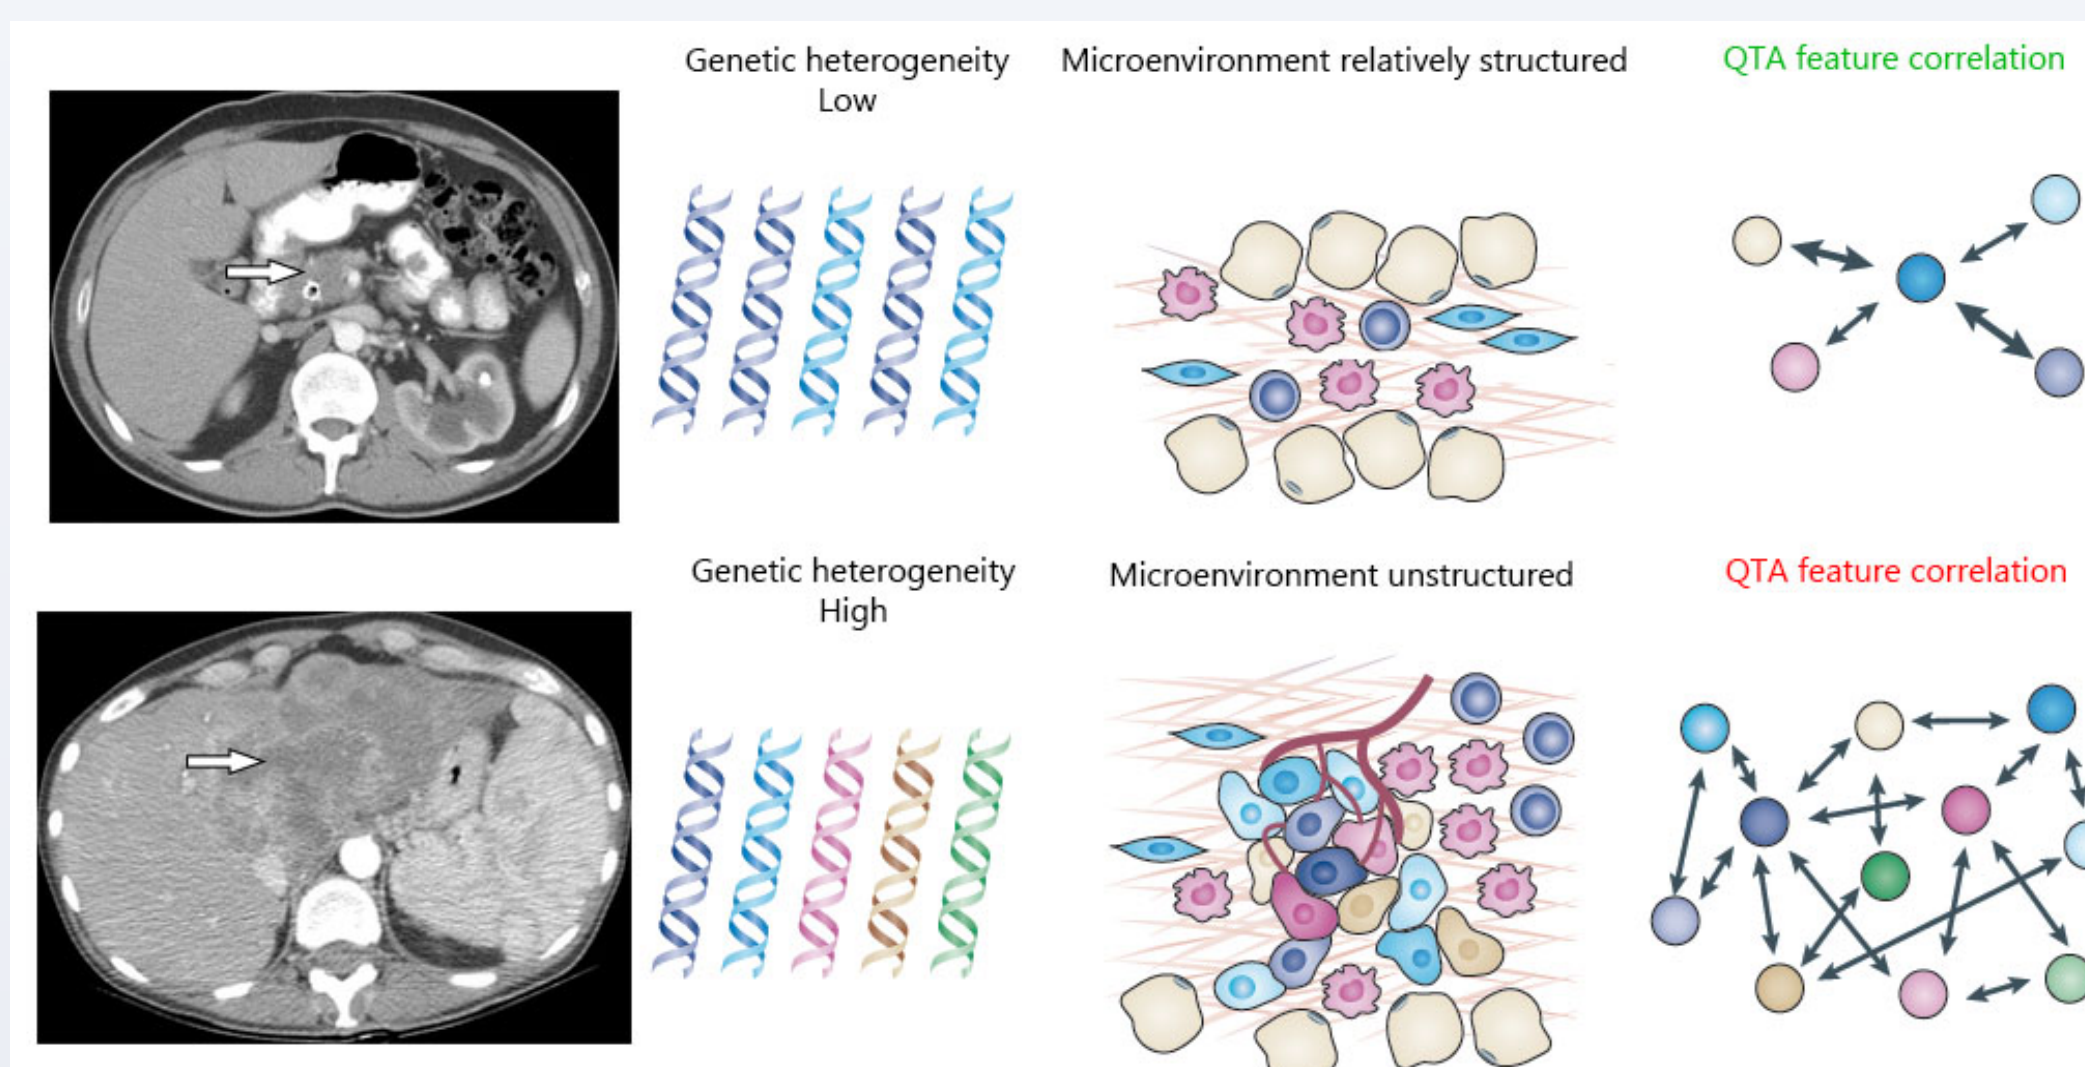 Genetic heterogeneity
Low
Microenvironment relatively structured
QTA feature correlation
Genetic heterogeneity
High
Microenvironment unstructured
QTA feature correlation